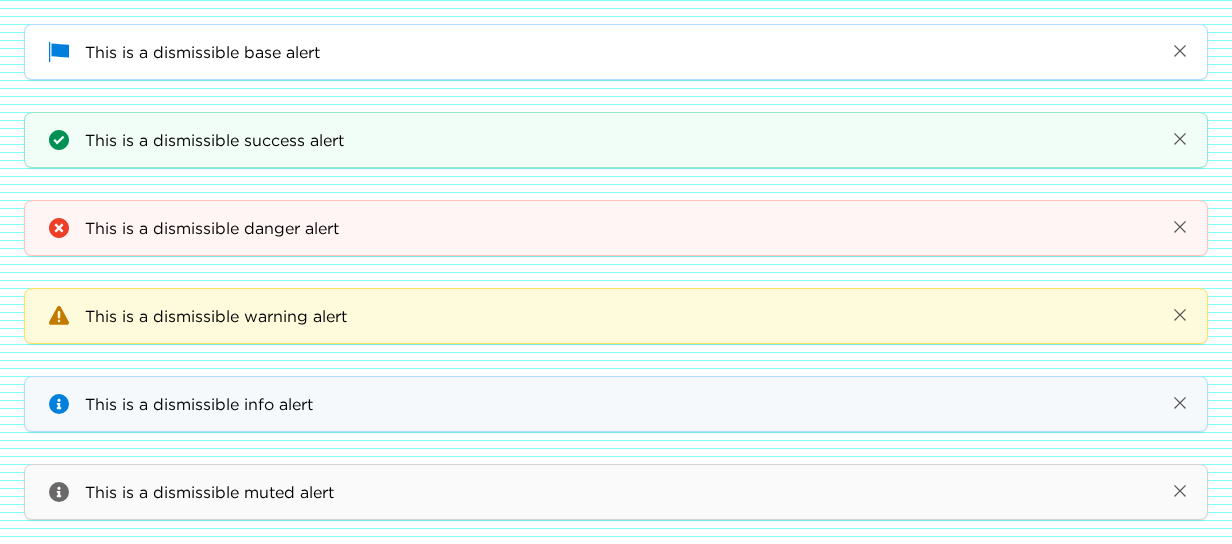 This is a dismissible base alert
This is a dismissible success alert
This is a dismissible danger alert
This is a dismissible warning alert
This is a dismissible info alert
This is a dismissible muted alert